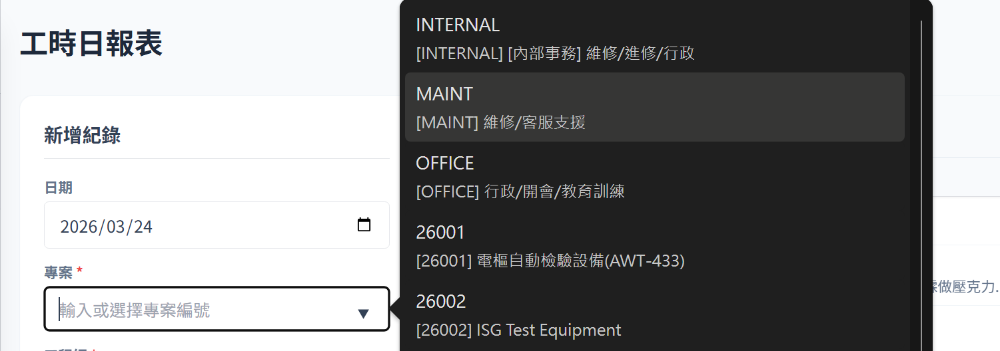 工時日報表
新增紀錄
日期
2026/03/24
專案 *
輸入或選擇專案編號
INTERNAL
[INTERNAL] [內部事務] 維修/進修/行政
MAINT
[MAINT] 維修/客服支援
OFFICE
[OFFICE] 行政/開會/教育訓練
26001
[26001] 電樞自動檢驗設備(AWT-433)
26002
[26002] ISG Test Equipment
做壓克力...